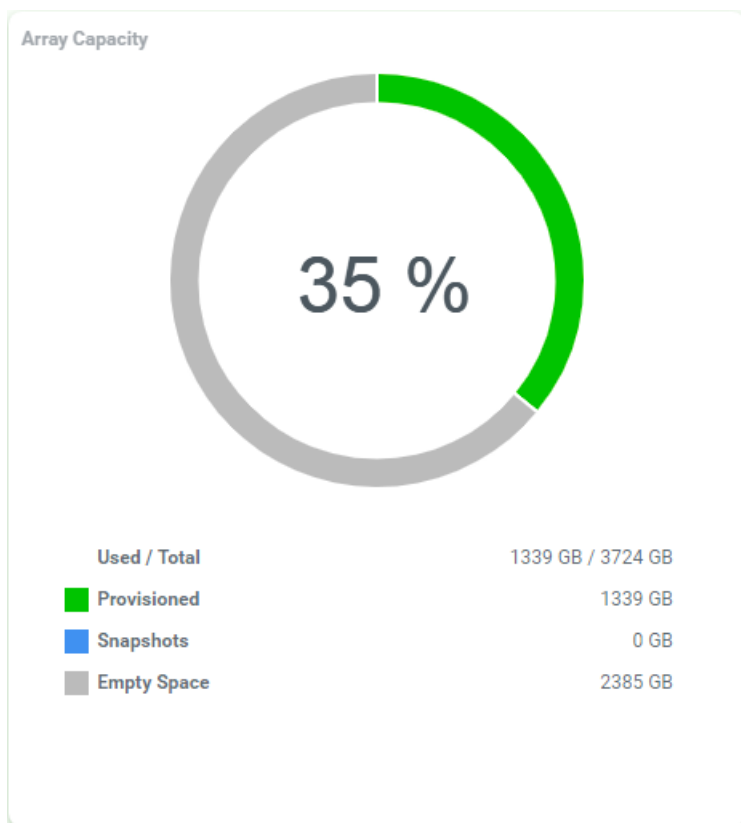 Array Capacity
35 %
Used / Total 1339 GB / 3724 GB
Provisioned 1339 GB
Snapshots 0 GB
Empty Space 2385 GB